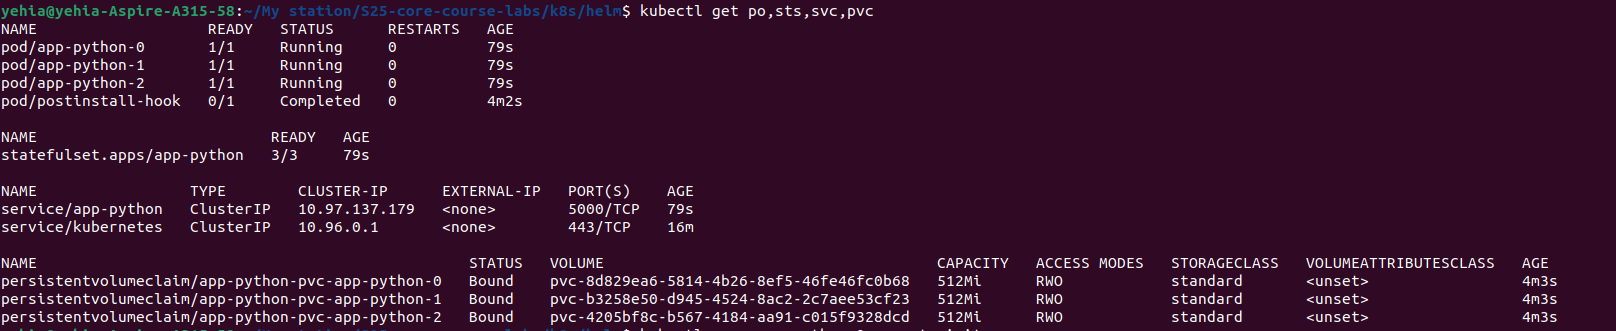 yehia@yehia-Aspire-A315-58:~/My station/S25-core-course-labs/k8s/helm$ kubectl get po,sts,svc,pvc
NAME READY STATUS RESTARTS AGE
pod/app-python-0 1/1 Running 0 79s
pod/app-python-1 1/1 Running 0 79s
pod/app-python-2 1/1 Running 0 79s
pod/postinstall-hook 0/1 Completed 0 4m2s
NAME READY AGE
statefulset.apps/app-python 3/3 79s
NAME TYPE CLUSTER-IP EXTERNAL-IP PORT(S) AGE
service/app-python ClusterIP 10.97.137.179 <none> 5000/TCP 79s
service/kubernetes ClusterIP 10.96.0.1 <none> 443/TCP 16m
NAME STATUS VOLUME CAPACITY ACCESS MODES STORAGECLASS VOLUMEATTRIBUTESCLASS AGE
persistentvolumeclaim/app-python-pvc-app-python-0 Bound pvc-8d829ea6-5814-4b26-8ef5-46fe46fc0b68 512Mi RWO standard <unset> 4m3s
persistentvolumeclaim/app-python-pvc-app-python-1 Bound pvc-b3258e50-d945-4524-8ac2-2c7aee53cf23 512Mi RWO standard <unset> 4m3s
persistentvolumeclaim/app-python-pvc-app-python-2 Bound pvc-4205bf8c-b567-4184-aa91-c015f9328dcd 512Mi RWO standard <unset> 4m3s